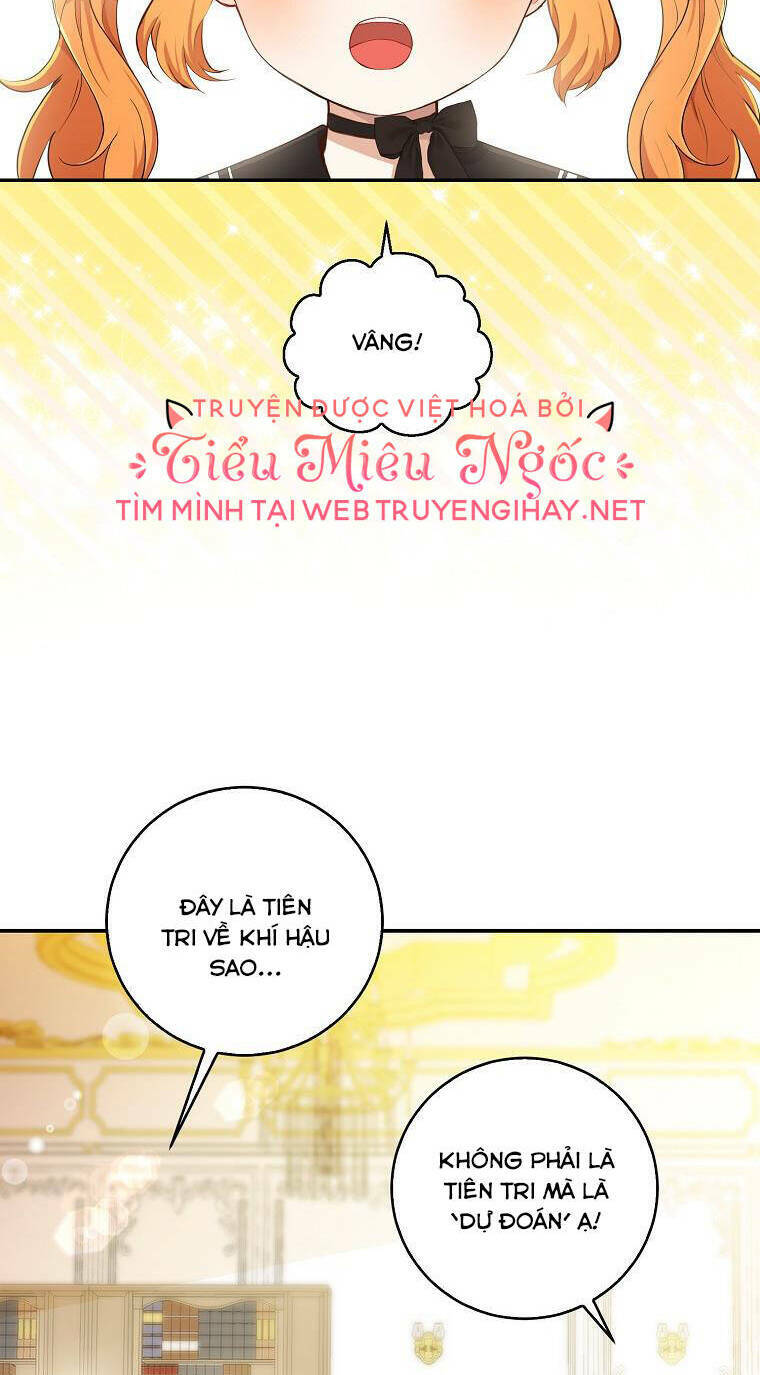 VÂNG!
TRUYỆN ĐƯỢC VIỆT HOÁ BỞI
Tiểu Miêu Ngốc
TÌM MÌNH TẠI WEB TRUYENGIHAY.NET
ĐÂY LÀ TIÊN
TRI VỀ KHÍ HẬU
SAO...
KHÔNG PHẢI LÀ
TIÊN TRI MÀ LÀ
‘DỰ ĐOÁN’ Ạ!